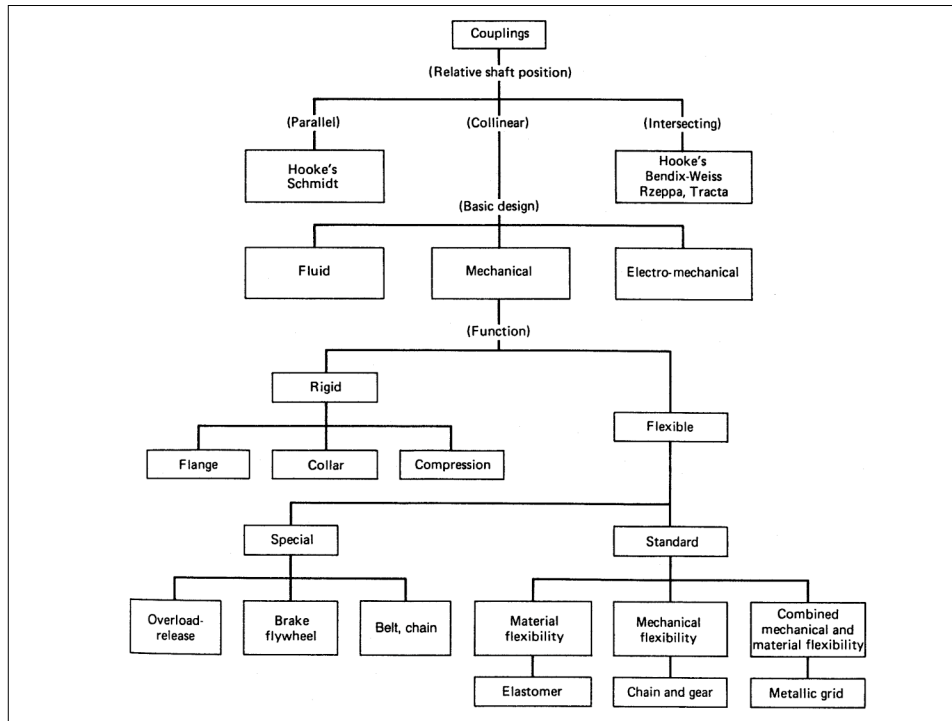 Couplings
(Relative shaft position)
(Parallel)
(Collinear)
(Intersecting)
Hooke's
Schmidt
Hooke's
Bendix-Weiss
Rzeppa, Tracta
(Basic design)
Fluid
Mechanical
Electro-mechanical
(Function)
Rigid
Flexible
Flange
Collar
Compression
Special
Standard
Overload-
release
Brake
flywheel
Belt, chain
Material
flexibility
Mechanical
flexibility
Combined
mechanical and
material flexibility
Elastomer
Chain and gear
Metallic grid